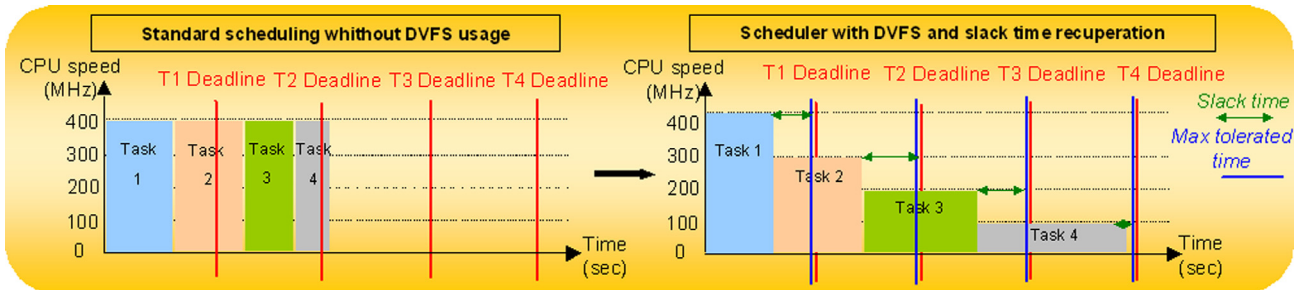 Standard scheduling whithout DVFS usage
CPU speed
(MHz)
T1 Deadline
T2 Deadline
T3 Deadline
T4 Deadline
400
300
200
100
0
Task
1
Task
2
Task
3
Task
4
Time
(sec)
Scheduler with DVFS and slack time recuperation
CPU speed
(MHz)
T1 Deadline
T2 Deadline
T3 Deadline
T4 Deadline
400
300
200
100
0
Task 1
Task 2
Task 3
Task 4
Time
(sec)
Slack time
Max tolerated
time